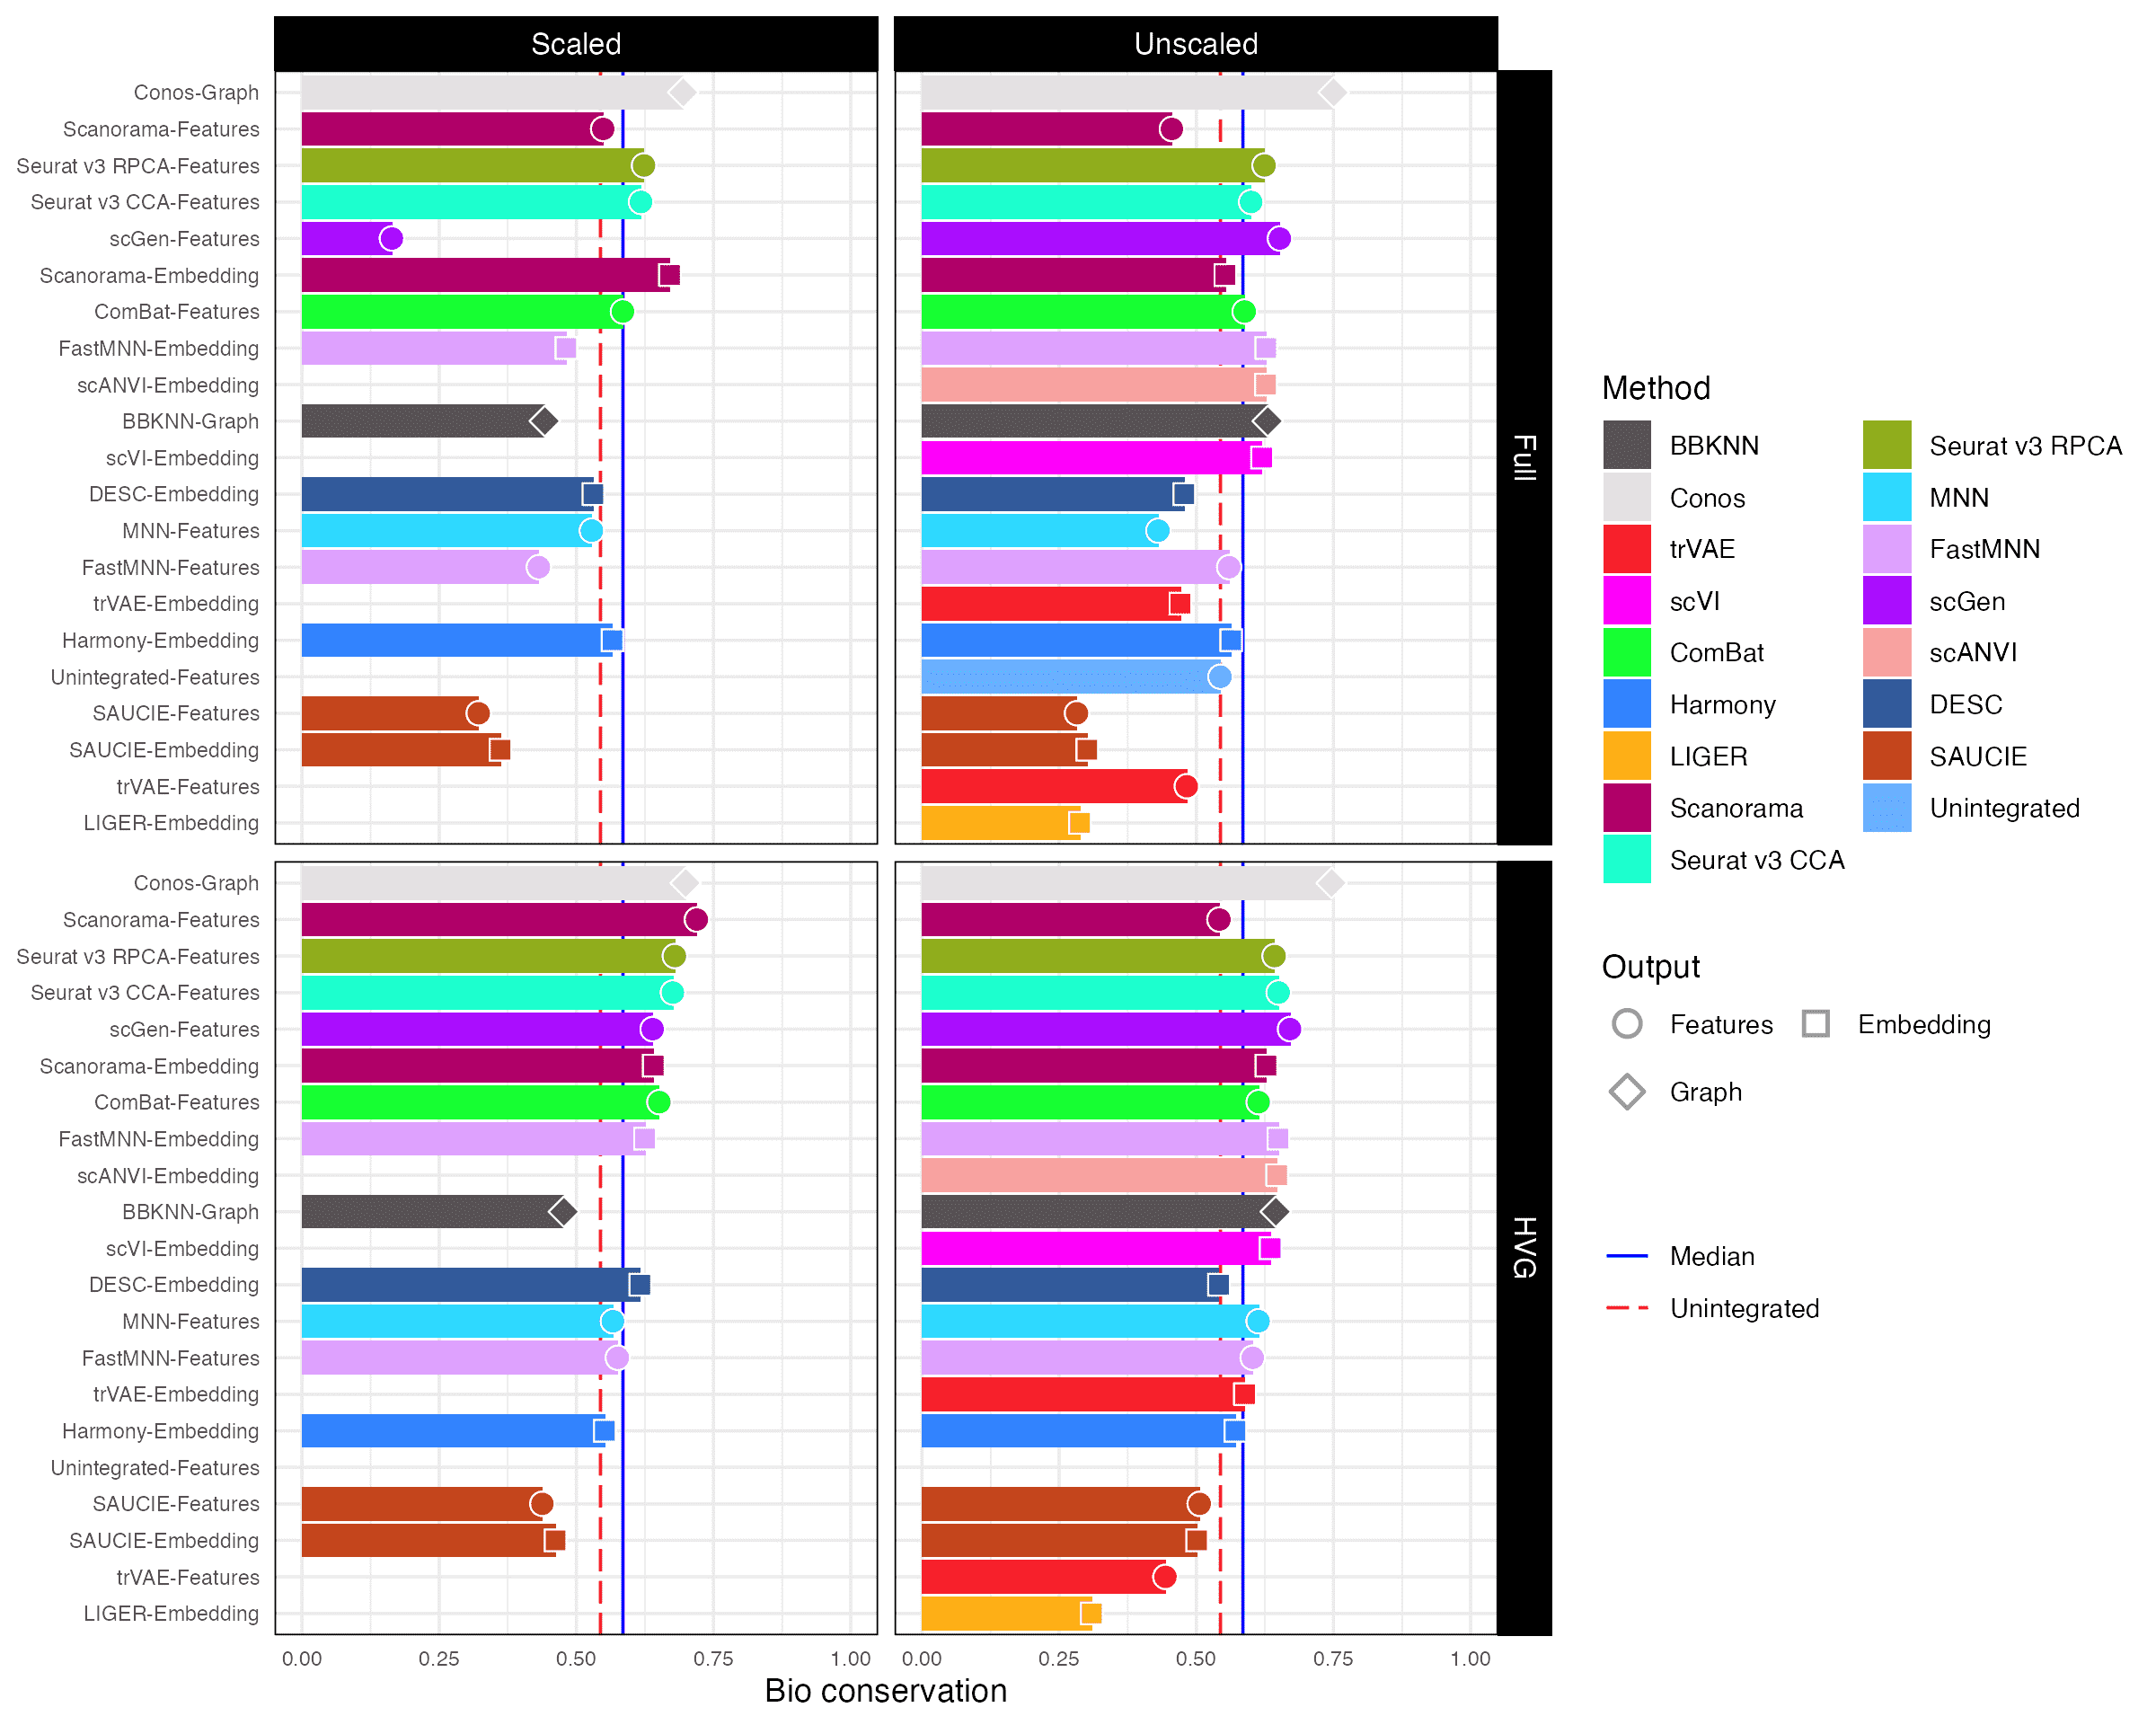 Scaled
Unscaled
Conos-Graph
Scanorama-Features
Seurat v3 RPCA-Features
Seurat v3 CCA-Features
scGen-Features
Scanorama-Embedding
ComBat-Features
FastMNN-Embedding
scANVI-Embedding
BBKNN-Graph
scVI-Embedding
DESC-Embedding
MNN-Features
FastMNN-Features
trVAE-Embedding
Harmony-Embedding
Unintegrated-Features
SAUCIE-Features
SAUCIE-Embedding
trVAE-Features
LIGER-Embedding
Full
Conos-Graph
Scanorama-Features
Seurat v3 RPCA-Features
Seurat v3 CCA-Features
scGen-Features
Scanorama-Embedding
ComBat-Features
FastMNN-Embedding
scANVI-Embedding
BBKNN-Graph
scVI-Embedding
DESC-Embedding
MNN-Features
FastMNN-Features
trVAE-Embedding
Harmony-Embedding
Unintegrated-Features
SAUCIE-Features
SAUCIE-Embedding
trVAE-Features
LIGER-Embedding
HVG
0.00 0.25 0.50 0.75 1.00 0.00 0.25 0.50 0.75 1.00
Bio conservation
Method
BBKNN Seurat v3 RPCA
Conos MNN
trVAE FastMNN
scVI scGen
ComBat scANVI
Harmony DESC
LIGER SAUCIE
Scanorama Unintegrated
Seurat v3 CCA
Output
Features Embedding
Graph
Median
Unintegrated